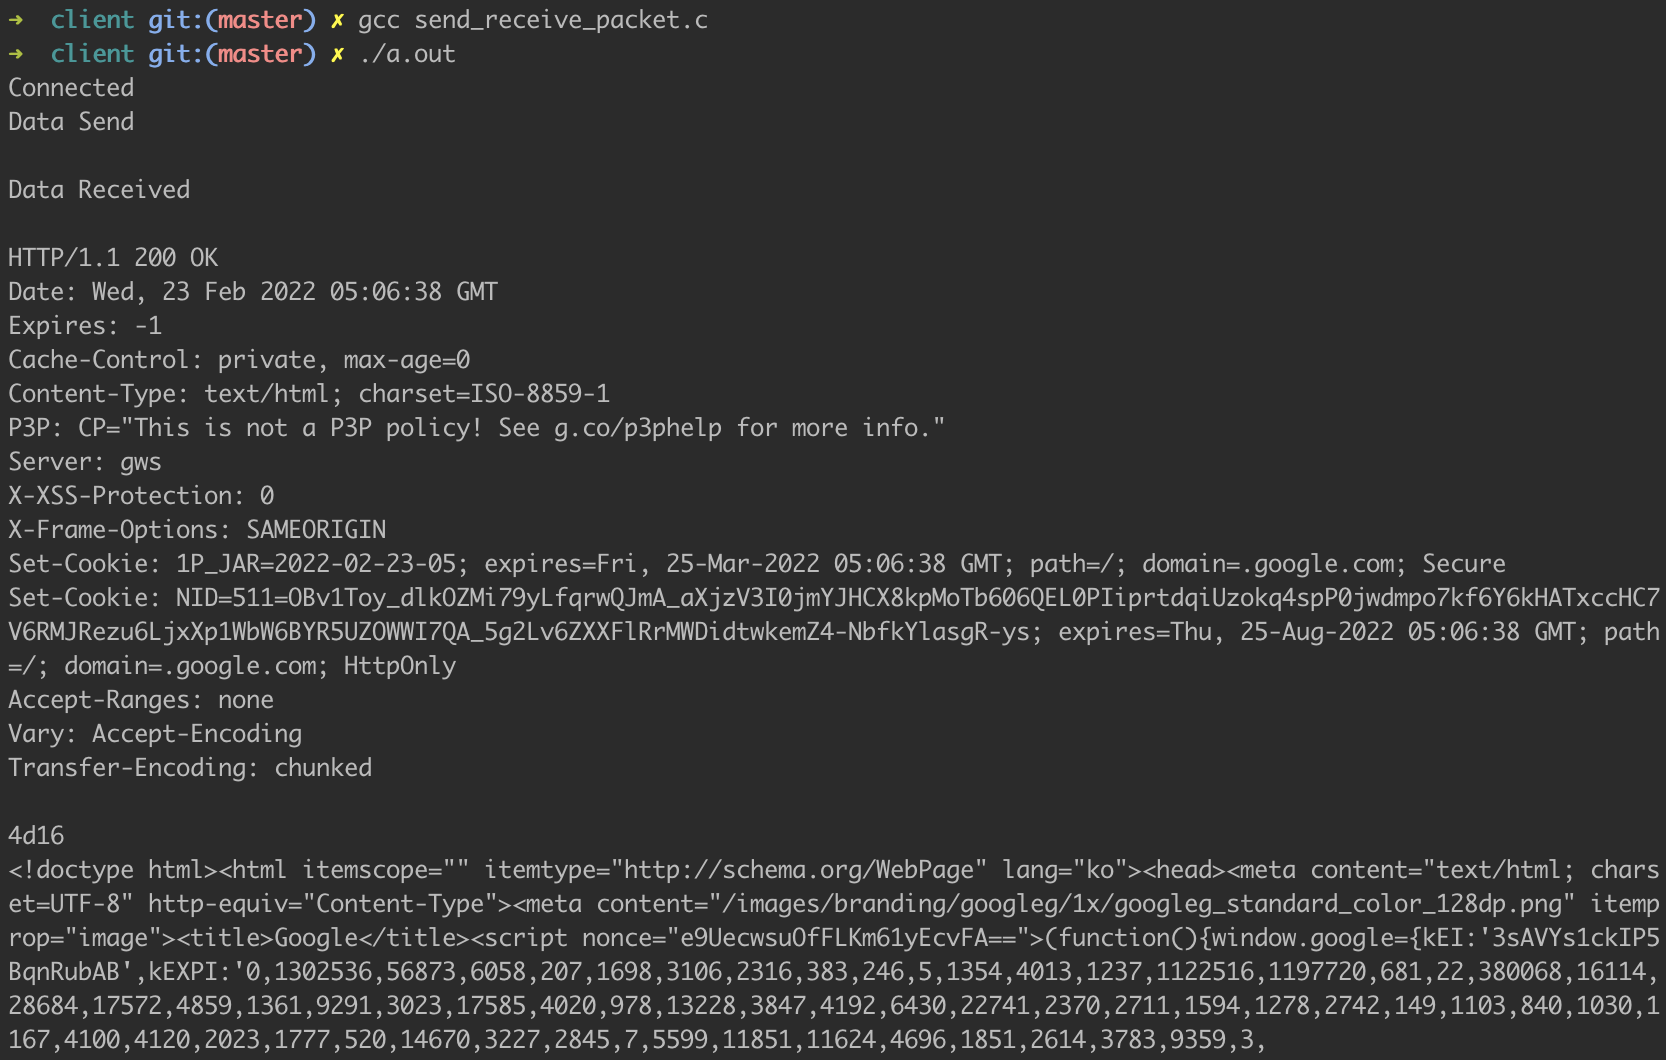 ➜  client git:(master) ✗ gcc send_receive_packet.c
➜  client git:(master) ✗ ./a.out
Connected
Data Send

Data Received

HTTP/1.1 200 OK
Date: Wed, 23 Feb 2022 05:06:38 GMT
Expires: -1
Cache-Control: private, max-age=0
Content-Type: text/html; charset=ISO-8859-1
P3P: CP="This is not a P3P policy! See g.co/p3phelp for more info."
Server: gws
X-XSS-Protection: 0
X-Frame-Options: SAMEORIGIN
Set-Cookie: 1P_JAR=2022-02-23-05; expires=Fri, 25-Mar-2022 05:06:38 GMT; path=/; domain=.google.com; Secure
Set-Cookie: NID=511=OBv1Toy_dlkOZMi79yLfqrwQJmA_aXjzV3I0jmYJHCX8kpMoTb606QEL0PIiprtdqiUzokq4spP0jwdmpo7kf6Y6kHATxccHC7
V6RMJRezu6LjxXp1WbW6BYR5UZOWWI7QA_5g2Lv6ZXXFlRrMWDidtwkemZ4-NbfkYlasgR-ys; expires=Thu, 25-Aug-2022 05:06:38 GMT; path
=/; domain=.google.com; HttpOnly
Accept-Ranges: none
Vary: Accept-Encoding
Transfer-Encoding: chunked

4d16
<!doctype html><html itemscope="" itemtype="http://schema.org/WebPage" lang="ko"><head><meta content="text/html; chars
et=UTF-8" http-equiv="Content-Type"><meta content="/images/branding/googleg/1x/googleg_standard_color_128dp.png" itemp
rop="image"><title>Google</title><script nonce="e9UecwsuOfFLKm61yEcvFA==">(function(){window.google={kEI:'3sAVYs1ckIP5
BqnRubAB',kEXPI:'0,1302536,56873,6058,207,1698,3106,2316,383,246,5,1354,4013,1237,1122516,1197720,681,22,380068,16114,
28684,17572,4859,1361,9291,3023,17585,4020,978,13228,3847,4192,6430,22741,2370,2711,1594,1278,2742,149,1103,840,1030,1
167,4100,4120,2023,1777,520,14670,3227,2845,7,5599,11851,11624,4696,1851,2614,3783,9359,3,